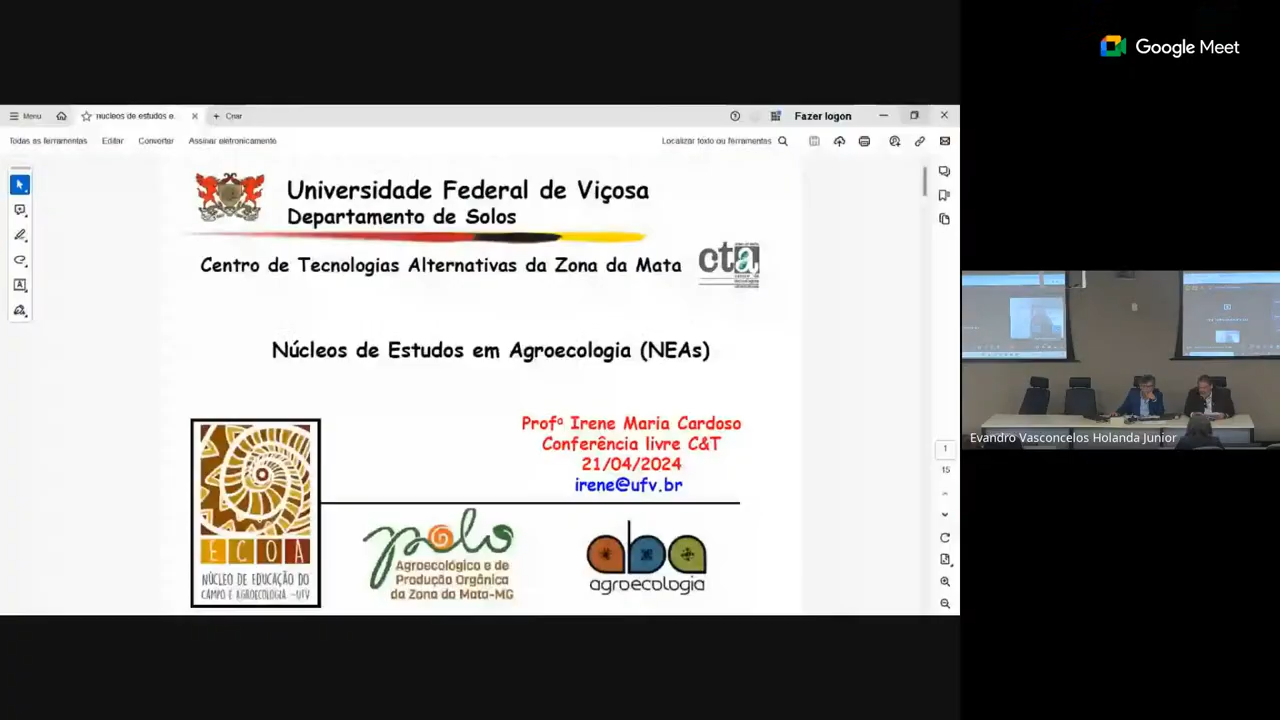 Google Meet
Menu
nucleos de estudos e.
Criar
Fazer logon
Todas as ferramentas
Editar
Converter
Assinar eletronicamente
Localizar texto ou ferramentas
Universidade Federal de Viçosa
Departamento de Solos
Centro de Tecnologias Alternativas da Zona da Mata
cta
Núcleos de Estudos em Agroecologia (NEAs)
Profª Irene Maria Cardoso
Conferência livre C&T
21/04/2024
irene@ufv.br
ECOA
NÚCLEO DE EDUCAÇÃO DO
CAMPO E AGROECOLOGIA -UFV
polo
Agroecológico e de
Produção Orgânica
da Zona da Mata-MG
aba
agroecologia
1
15
Evandro Vasconcelos Holanda Junior